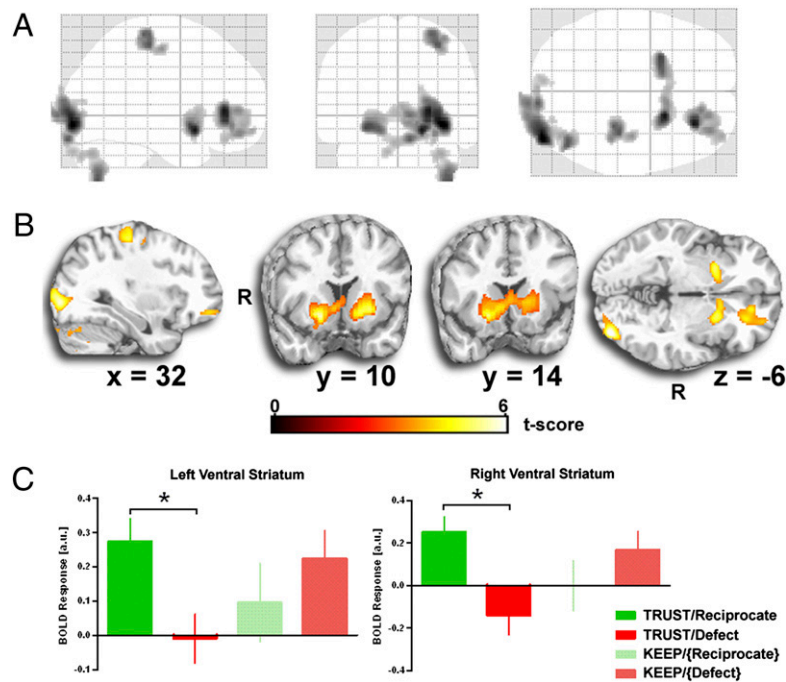 A
B
R
x = 32
y = 10
y = 14
R
z = -6
0
6
t-score
C
Left Ventral Striatum
BOLD Response [a.u.]
0.4
0.3
0.2
0.1
0.0
-0.1
*
Right Ventral Striatum
BOLD Response [a.u.]
0.4
0.2
0.0
-0.2
-0.4
*
TRUST/Reciprocate
TRUST/Defect
KEEP/{Reciprocate}
KEEP/{Defect}